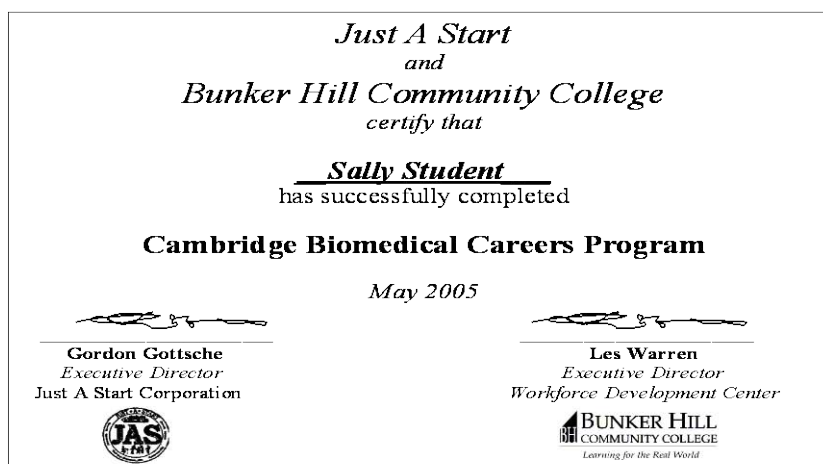 Just A Start
and
Bunker Hill Community College
certify that
Sally Student
has successfully completed
Cambridge Biomedical Careers Program
May 2005
Gordon Gottsche
Executive Director
Just A Start Corporation
JAS
Les Warren
Executive Director
Workforce Development Center
BH BUNKER HILL
COMMUNITY COLLEGE
Learning for the Real World